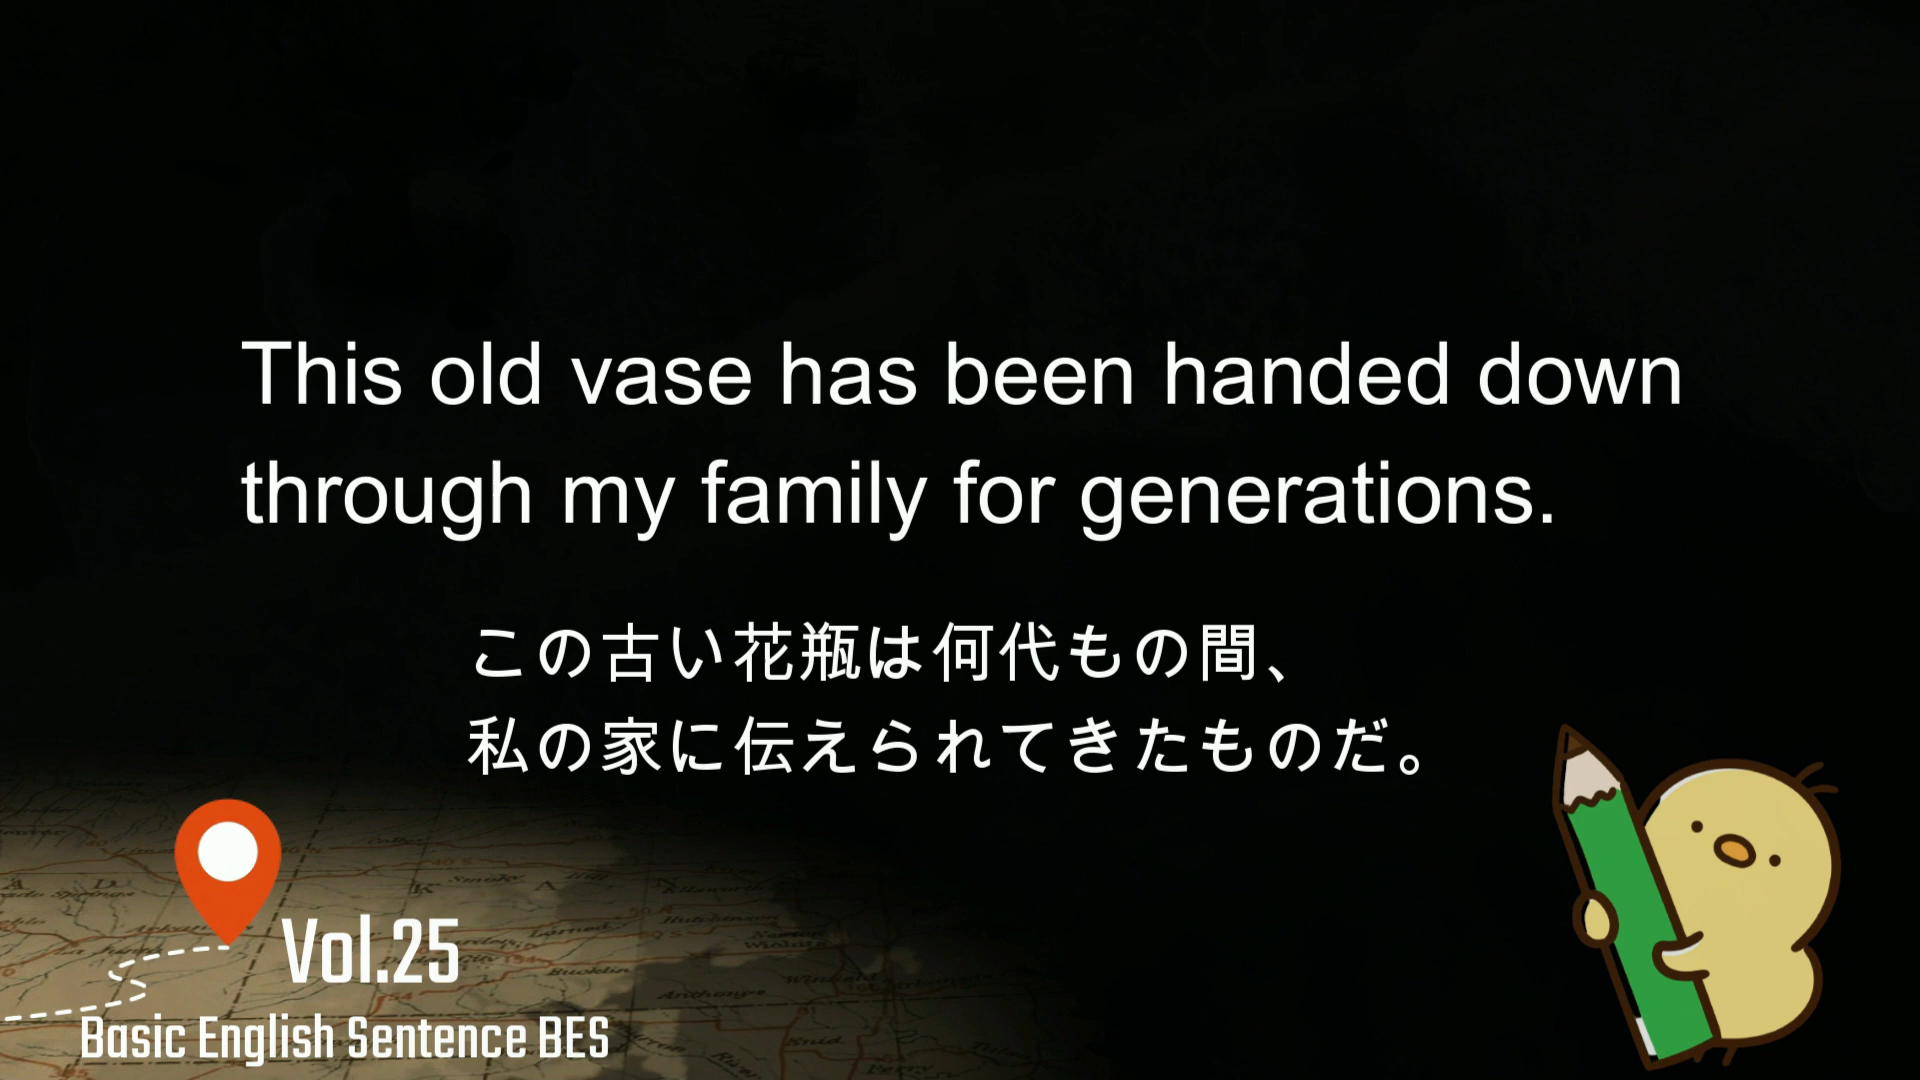 This old vase has been handed down
through my family for generations.
この古い花瓶は何代もの間、
私の家に伝えられてきたものだ。
Vol.25
Basic English Sentence BES